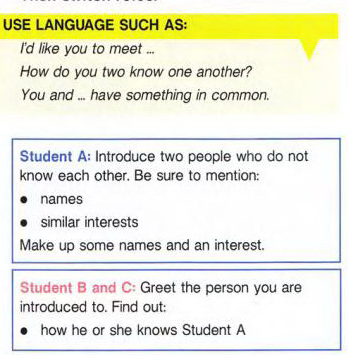 USE LANGUAGE SUCH AS:
I'd like you to meet ...
How do you two know one another?
You and ... have something in common.
Student A: Introduce two people who do not
know each other. Be sure to mention:
• names
• similar interests
Make up some names and an interest.
Student B and C: Greet the person you are
introduced to. Find out:
• how he or she knows Student A